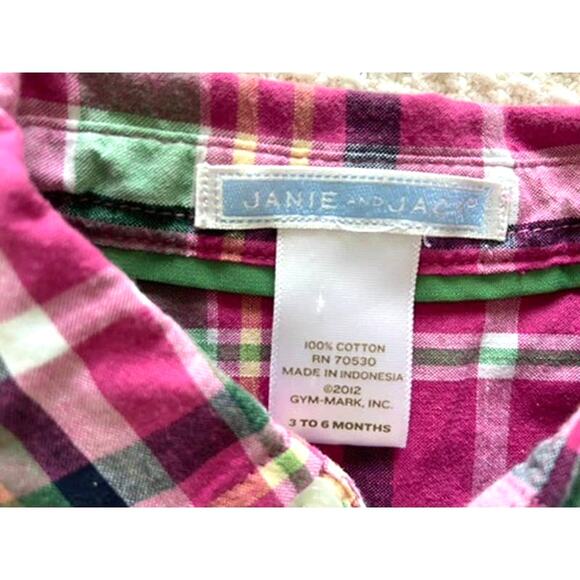 JANIE AND JACK
100% COTTON
RN 70530
MADE IN INDONESIA
©2012
GYM-MARK, INC.
3 TO 6 MONTHS